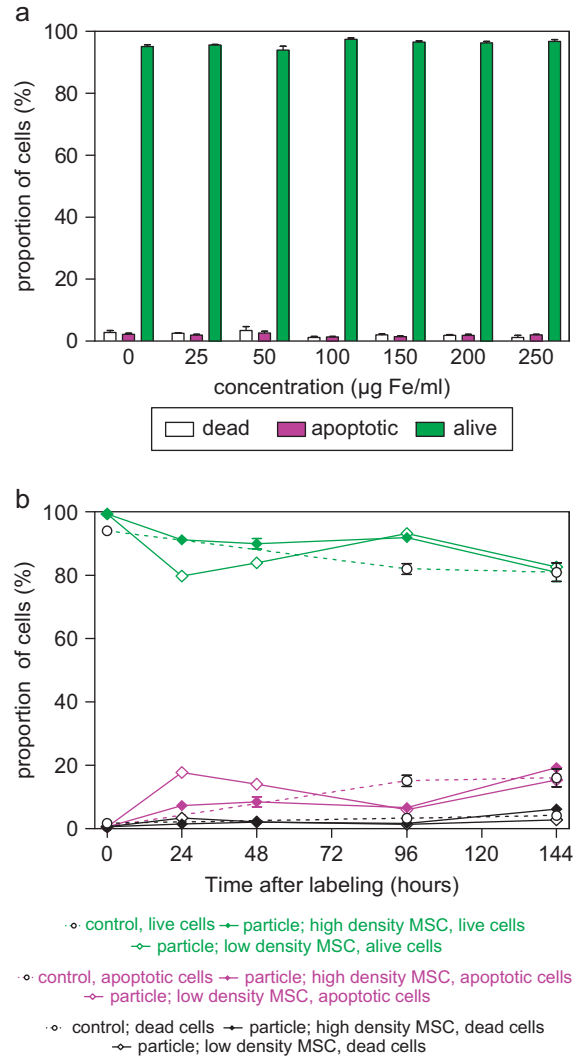 a
100
80
60
40
20
0
proportion of cells (%)
0 25 50 100 150 200 250
concentration (µg Fe/ml)
dead apoptotic alive
b
100
80
60
40
20
0
proportion of cells (%)
0 24 48 72 96 120 144
Time after labeling (hours)
control, live cells particle; high density MSC, live cells
particle; low density MSC, alive cells
control, apoptotic cells particle; high density MSC, apoptotic cells
particle; low density MSC, apoptotic cells
control; dead cells particle; high density MSC, dead cells
particle; low density MSC, dead cells